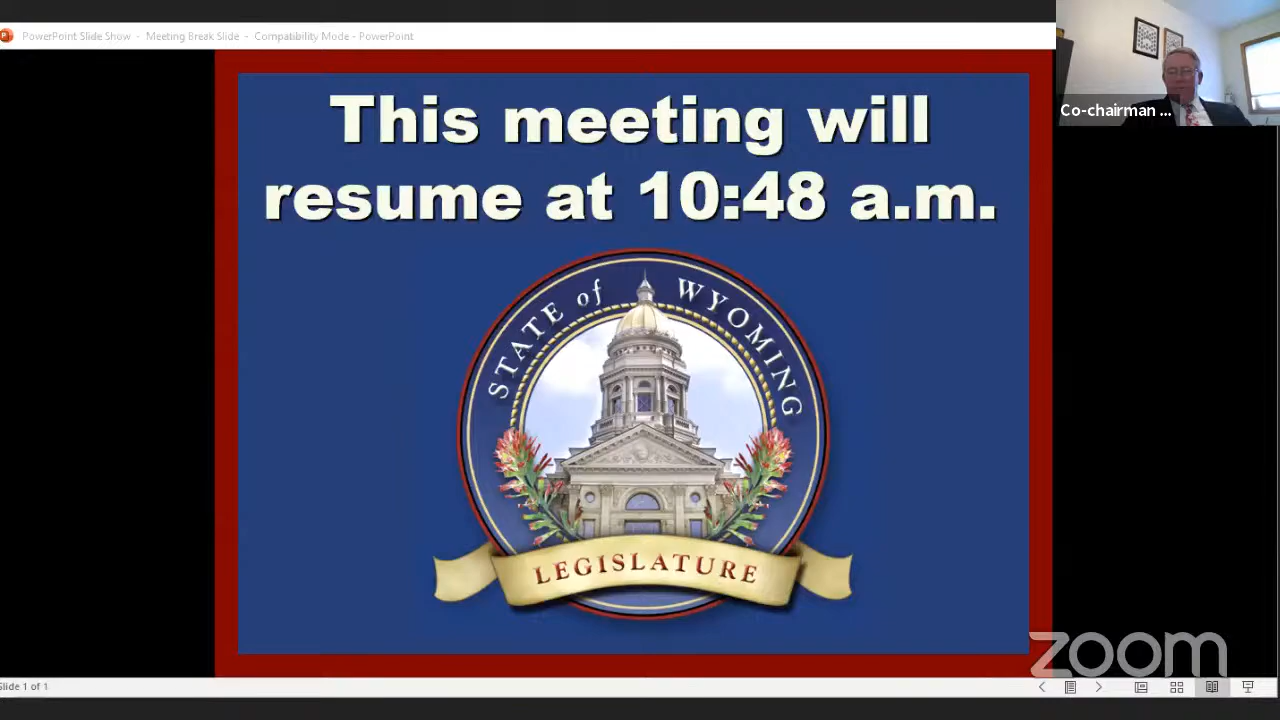 PowerPoint Slide Show - Meeting Break Slide - Compatibility Mode - PowerPoint
Co-chairman ...
This meeting will
resume at 10:48 a.m.
STATE of WYOMING
LEGISLATURE
zoom
Slide 1 of 1